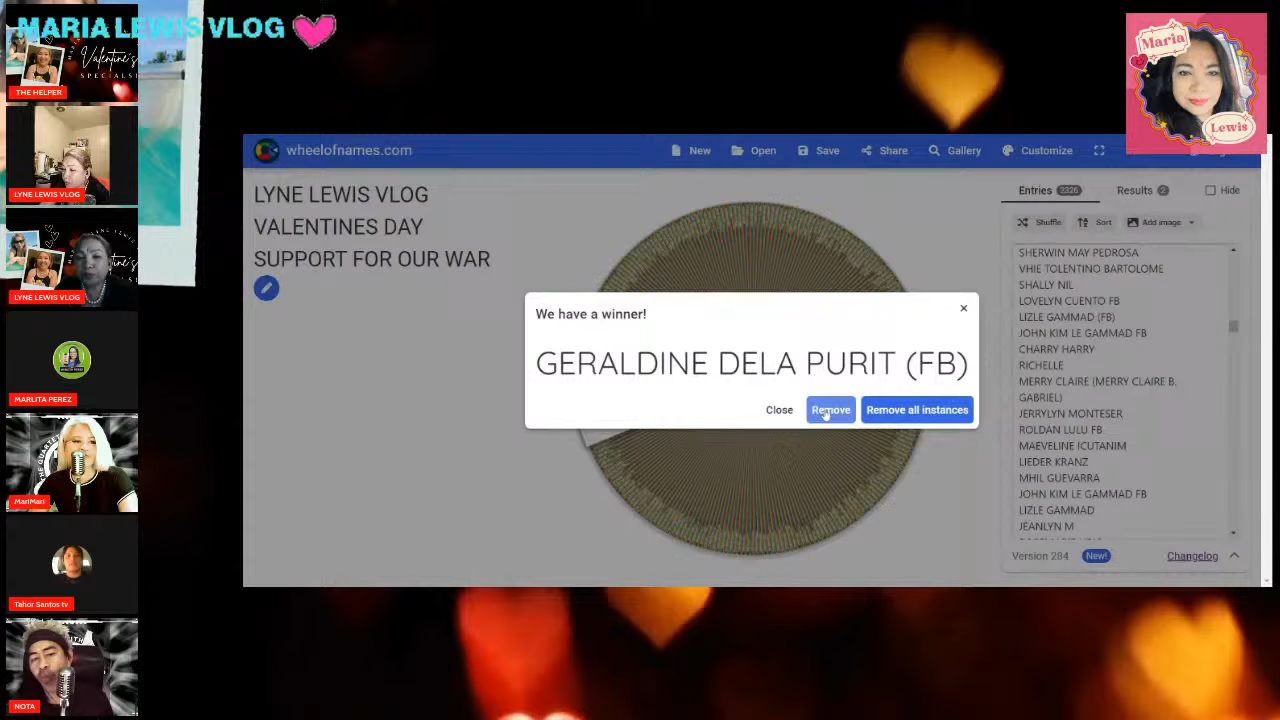 MARIA LEWIS VLOG
Valentine's
SPECIALS!
THE HELPER
LYNE LEWIS VLOG
LYNE LEWIS VLOG
MARLITA PEREZ
MariMari
Tahor Santos tv
NOTA
Maria
Lewis
wheelofnames.com
New
Open
Save
Share
Gallery
Customize
LYNE LEWIS VLOG
VALENTINES DAY
SUPPORT FOR OUR WAR
We have a winner!
×
GERALDINE DELA PURIT (FB)
Close
Remove
Remove all instances
Entries 2326
Results 2
Hide
Shuffle
Sort
Add image
SHERWIN MAY PEDROSA
VHIE TOLENTINO BARTOLOME
SHALLY NIL
LOVELYN CUENTO FB
LIZLE GAMMAD (FB)
JOHN KIM LE GAMMAD FB
CHARRY HARRY
RICHELLE
MERRY CLAIRE (MERRY CLAIRE B.
GABRIEL)
JERRYLYN MONTESER
ROLDAN LULU FB
MAEVELINE ICUTANIM
LIEDER KRANZ
MHIL GUEVARRA
JOHN KIM LE GAMMAD FB
LIZLE GAMMAD
JEANLYN M
Version 284
New!
Changelog